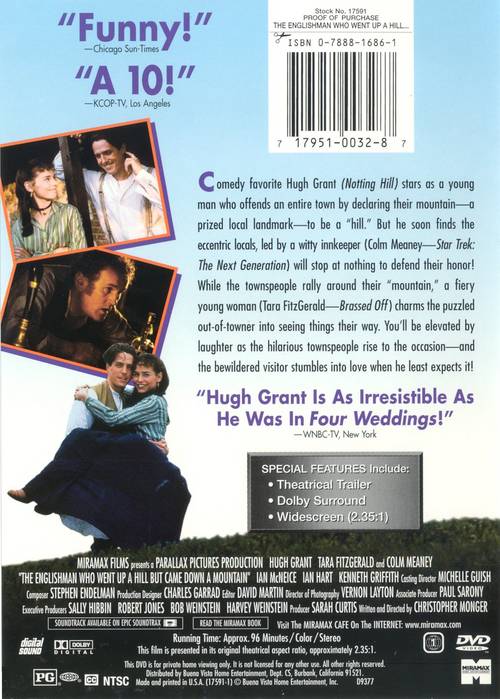 "Funny!"
—Chicago Sun-Times
"A 10!"
—KCOP-TV, Los Angeles
Stock No. 17591
PROOF OF PURCHASE
THE ENGLISHMAN WHO WENT UP A HILL...
ISBN 0-7888-1686-1
7 17951-0032-8 7
Comedy favorite Hugh Grant (Notting Hill) stars as a young
man who offends an entire town by declaring their mountain—a
prized local landmark—to be a "hill." But he soon finds the
eccentric locals, led by a witty innkeeper (Colm Meaney—Star Trek:
The Next Generation) will stop at nothing to defend their honor!
While the townspeople rally around their "mountain," a fiery
young woman (Tara FitzGerald—Brassed Off) charms the puzzled
out-of-towner into seeing things their way. You'll be elevated by
laughter as the hilarious townspeople rise to the occasion—and
the bewildered visitor stumbles into love when he least expects it!
"Hugh Grant Is As Irresistible As
He Was In Four Weddings!"
—WNBC-TV, New York
SPECIAL FEATURES Include:
• Theatrical Trailer
• Dolby Surround
• Widescreen (2.35:1)
MIRAMAX FILMS presents a PARALLAX PICTURES PRODUCTION HUGH GRANT TARA FITZGERALD and COLM MEANEY
"THE ENGLISHMAN WHO WENT UP A HILL BUT CAME DOWN A MOUNTAIN" IAN McNEICE IAN HART KENNETH GRIFFITH Casting Director MICHELLE GUISH
Composer STEPHEN ENDELMAN Production Designer CHARLES GARRAD Editor DAVID MARTIN Director of Photography VERNON LAYTON Associate Producer PAUL SARONY
Executive Producers SALLY HIBBIN ROBERT JONES BOB WEINSTEIN HARVEY WEINSTEIN Producer SARAH CURTIS Written and Directed by CHRISTOPHER MONGER
SOUNDTRACK AVAILABLE ON EPIC SOUNDTRAX READ THE MIRAMAX BOOK Visit The MIRAMAX CAFE On The INTERNET: www.miramax.com
digital SOUND DOLBY DIGITAL
Running Time: Approx. 96 Minutes/Color/Stereo
This film is presented in its original theatrical aspect ratio, approximately 2.35:1.
DVD VIDEO
This DVD is for private home viewing only. It is not licensed for any other use. All other rights reserved.
Distributed by Buena Vista Home Entertainment, Dept. CS, Burbank, California 91521.
Made and printed in U.S.A. (17591-1) © Buena Vista Home Entertainment, Inc. D9377
PG CC NTSC
1
MIRAMAX